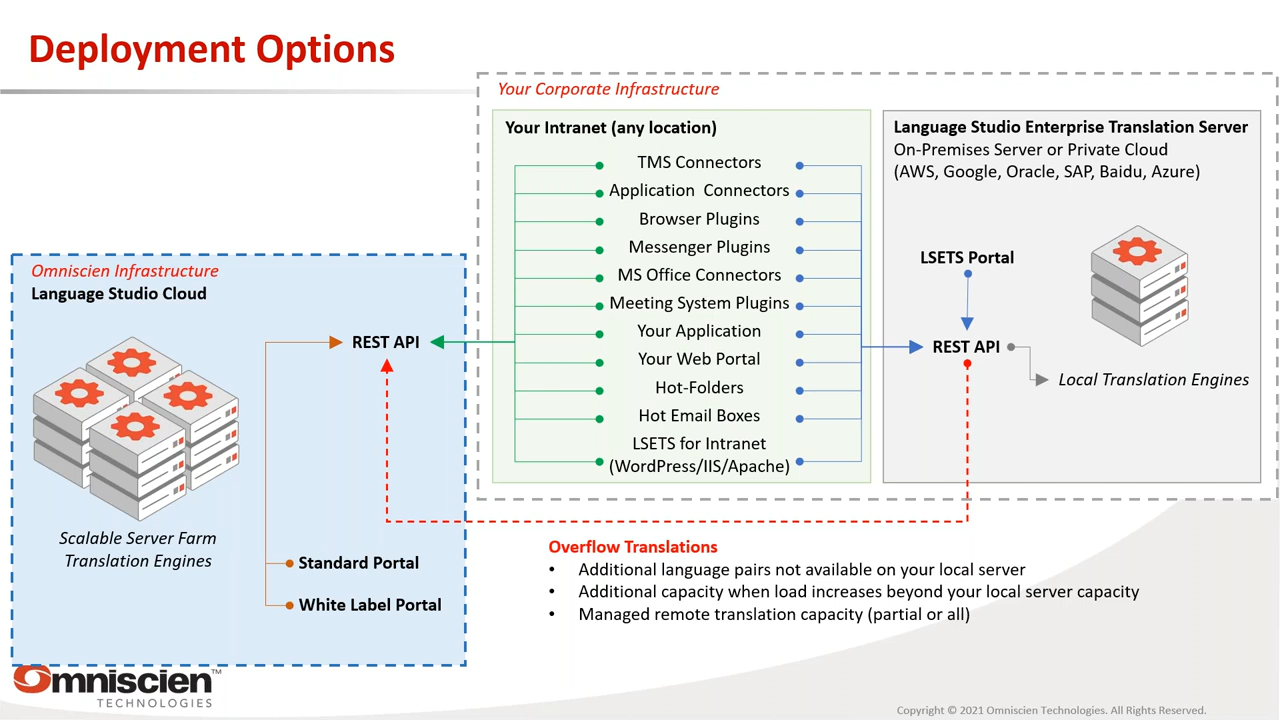 Deployment Options
Your Corporate Infrastructure
Your Intranet (any location)
TMS Connectors
Application Connectors
Browser Plugins
Messenger Plugins
MS Office Connectors
Meeting System Plugins
Your Application
Your Web Portal
Hot-Folders
Hot Email Boxes
LSETS for Intranet
(WordPress/IIS/Apache)
Language Studio Enterprise Translation Server
On-Premises Server or Private Cloud
(AWS, Google, Oracle, SAP, Baidu, Azure)
LSETS Portal
REST API
Local Translation Engines
Omniscien Infrastructure
Language Studio Cloud
REST API
Scalable Server Farm
Translation Engines
Standard Portal
White Label Portal
Overflow Translations
• Additional language pairs not available on your local server
• Additional capacity when load increases beyond your local server capacity
• Managed remote translation capacity (partial or all)
Omniscien™
TECHNOLOGIES
Copyright © 2021 Omniscien Technologies. All Rights Reserved.